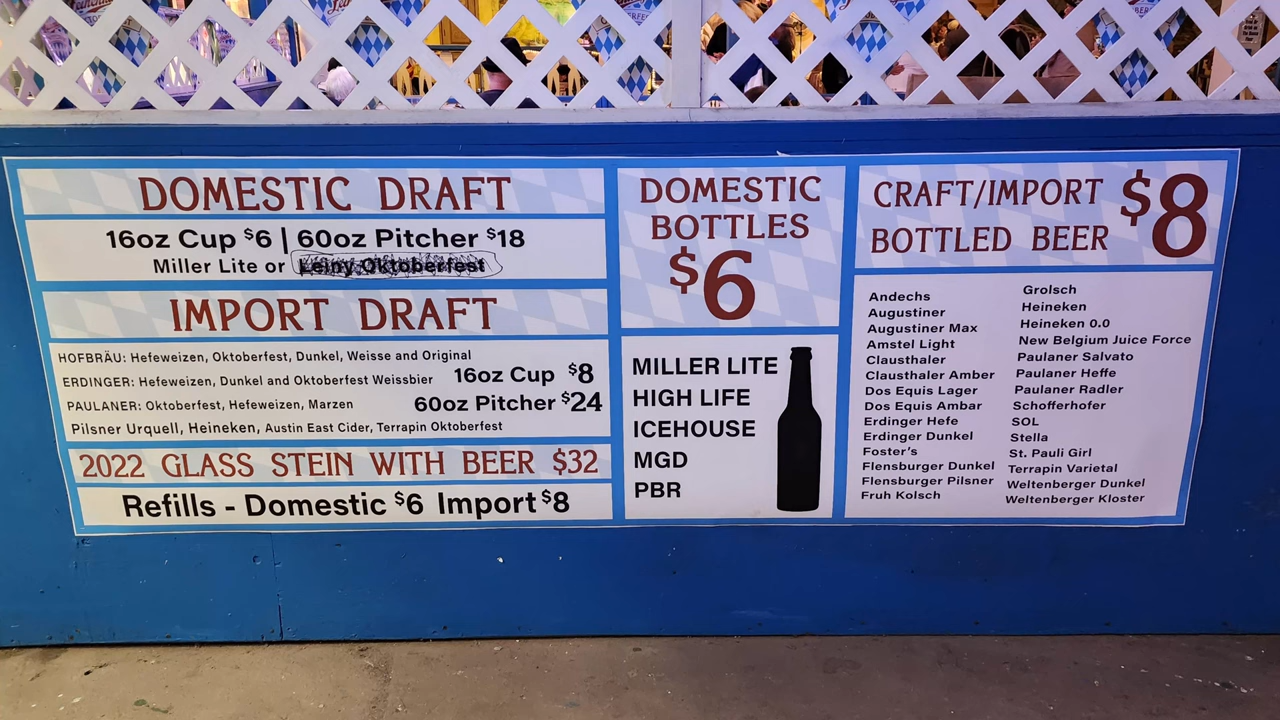 DOMESTIC DRAFT
16oz Cup $6 | 60oz Pitcher $18
Miller Lite or Leiny Oktoberfest
IMPORT DRAFT
HOFBRÄU: Hefeweizen, Oktoberfest, Dunkel, Weisse and Original
ERDINGER: Hefeweizen, Dunkel and Oktoberfest Weissbier
16oz Cup $8
PAULANER: Oktoberfest, Hefeweizen, Marzen
60oz Pitcher $24
Pilsner Urquell, Heineken, Austin East Cider, Terrapin Oktoberfest
2022 GLASS STEIN WITH BEER $32
Refills - Domestic $6 Import $8
DOMESTIC
BOTTLES
$6
MILLER LITE
HIGH LIFE
ICEHOUSE
MGD
PBR
CRAFT/IMPORT
BOTTLED BEER
$8
Andechs
Augustiner
Augustiner Max
Amstel Light
Clausthaler
Clausthaler Amber
Dos Equis Lager
Dos Equis Ambar
Erdinger Hefe
Erdinger Dunkel
Foster's
Flensburger Dunkel
Flensburger Pilsner
Fruh Kolsch
Grolsch
Heineken
Heineken 0.0
New Belgium Juice Force
Paulaner Salvato
Paulaner Heffe
Paulaner Radler
Schofferhofer
SOL
Stella
St. Pauli Girl
Terrapin Varietal
Weltenberger Dunkel
Weltenberger Kloster